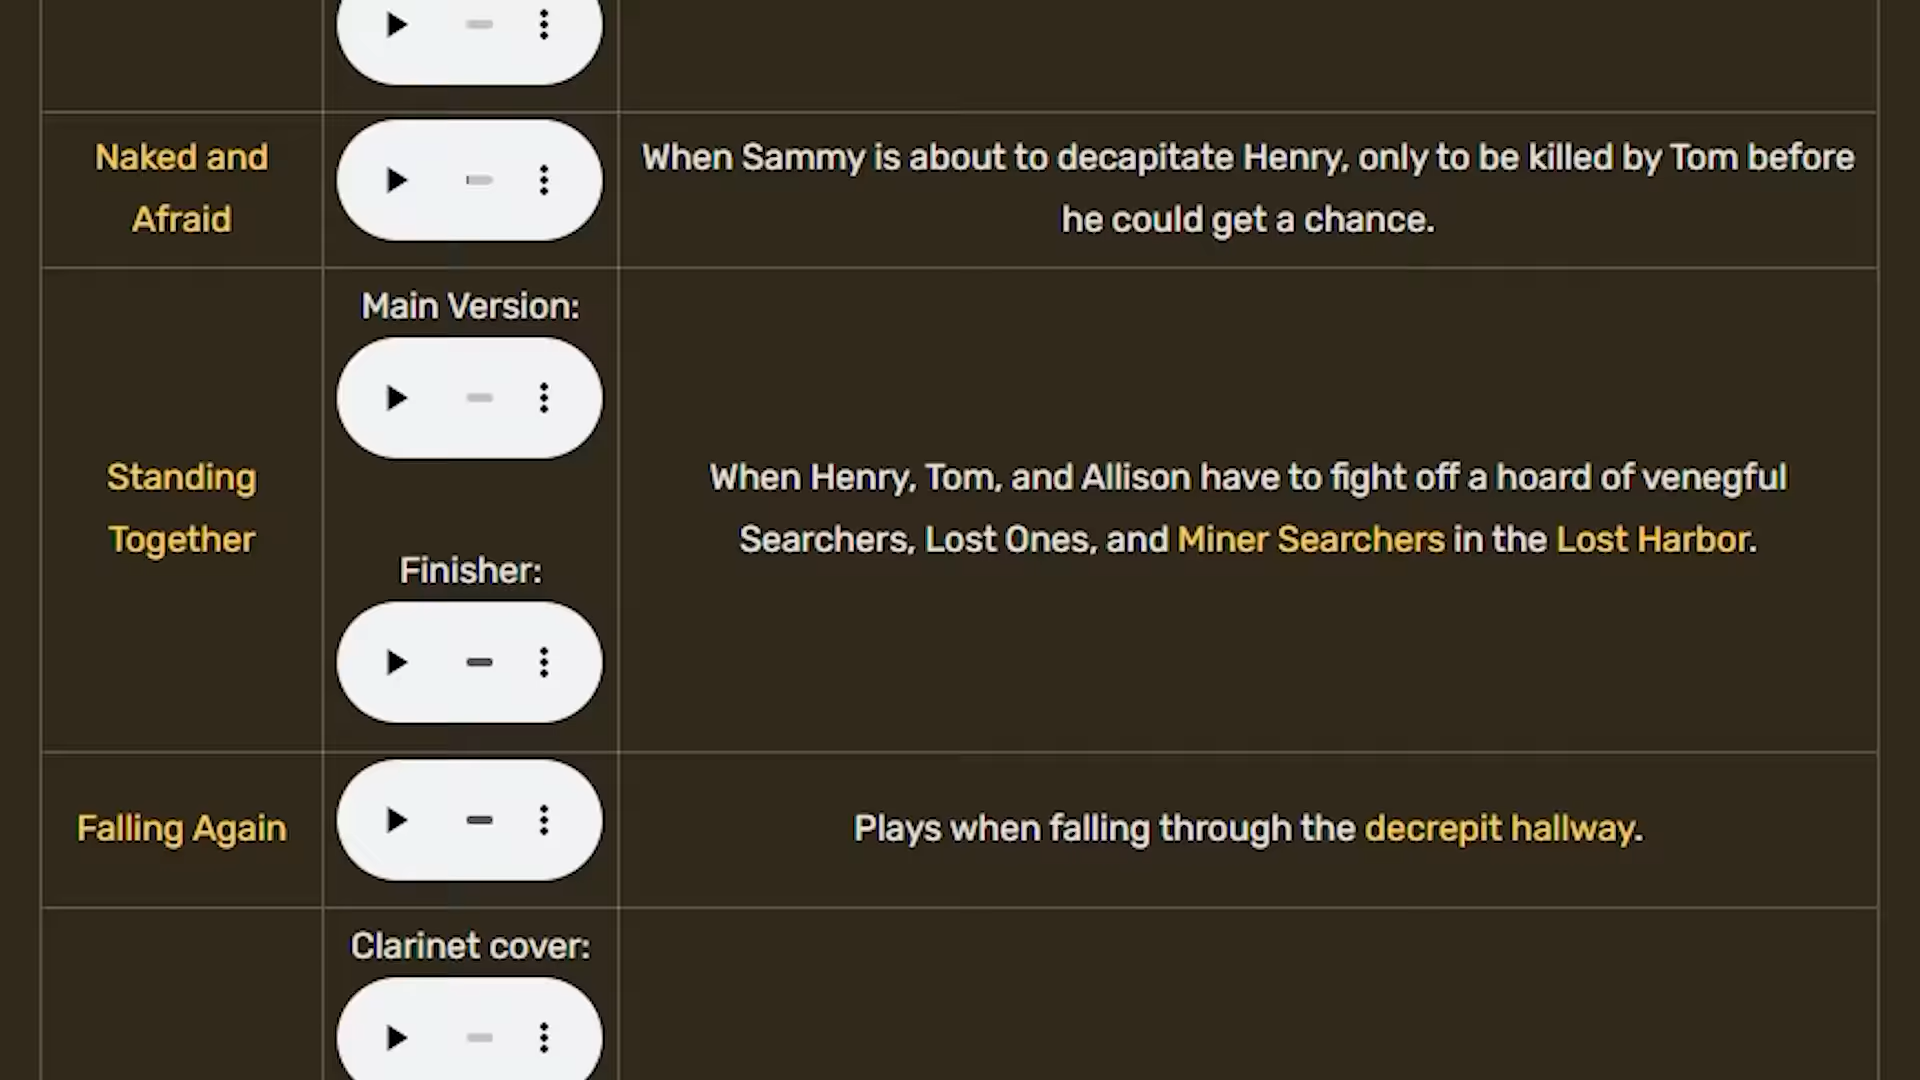 Naked and
Afraid
When Sammy is about to decapitate Henry, only to be killed by Tom before
he could get a chance.
Standing
Together
Main Version:
Finisher:
When Henry, Tom, and Allison have to fight off a hoard of venegful
Searchers, Lost Ones, and Miner Searchers in the Lost Harbor.
Falling Again
Plays when falling through the decrepit hallway.
Clarinet cover: